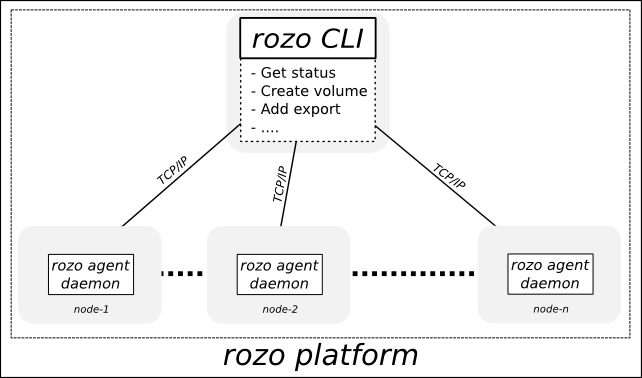 rozo CLI
- Get status
- Create volume
- Add export
- ....
TCP/IP
TCP/IP
TCP/IP
rozo agent
daemon
node-1
rozo agent
daemon
node-2
rozo agent
daemon
node-n
rozo platform